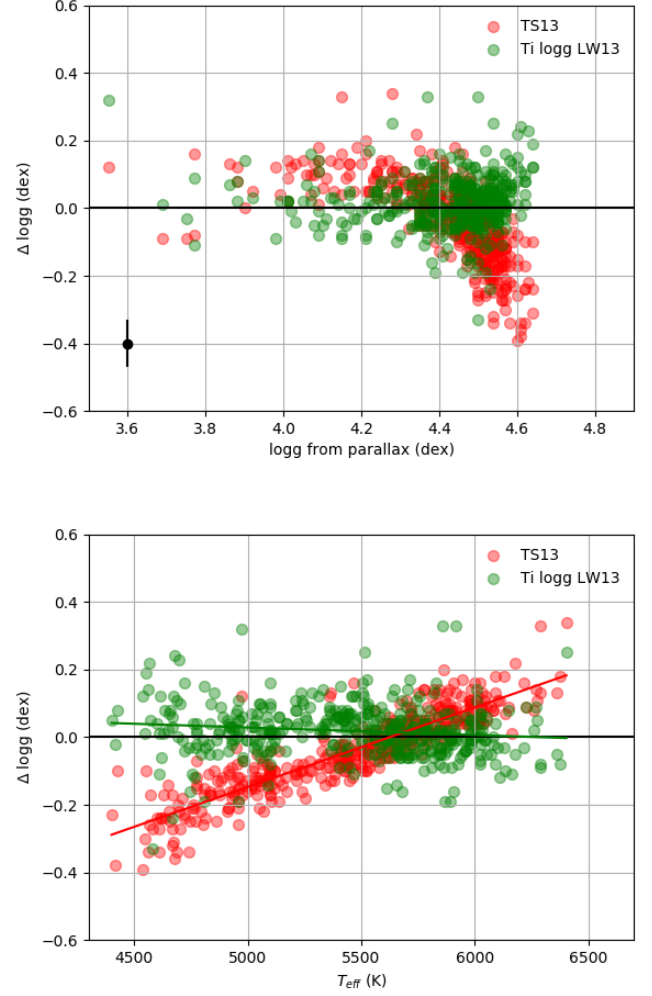 0.6
TS13
Ti logg LW13
0.4
0.2
0.0
−0.2
−0.4
−0.6
Δ logg (dex)
3.6 3.8 4.0 4.2 4.4 4.6 4.8
logg from parallax (dex)
0.6
TS13
Ti logg LW13
0.4
0.2
0.0
−0.2
−0.4
−0.6
Δ logg (dex)
4500 5000 5500 6000 6500
T_eff (K)